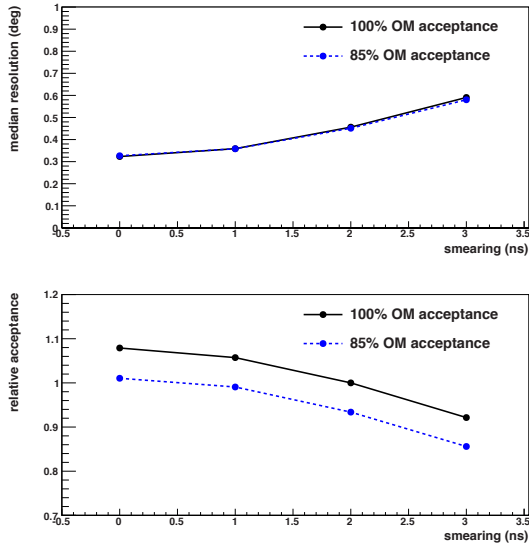 median resolution (deg)
1
0.9
0.8
0.7
0.6
0.5
0.4
0.3
0.2
0.1
0
-0.5 0 0.5 1 1.5 2 2.5 3 3.5
smearing (ns)
100% OM acceptance
85% OM acceptance
relative acceptance
1.2
1.1
1
0.9
0.8
0.7
-0.5 0 0.5 1 1.5 2 2.5 3 3.5
smearing (ns)
100% OM acceptance
85% OM acceptance